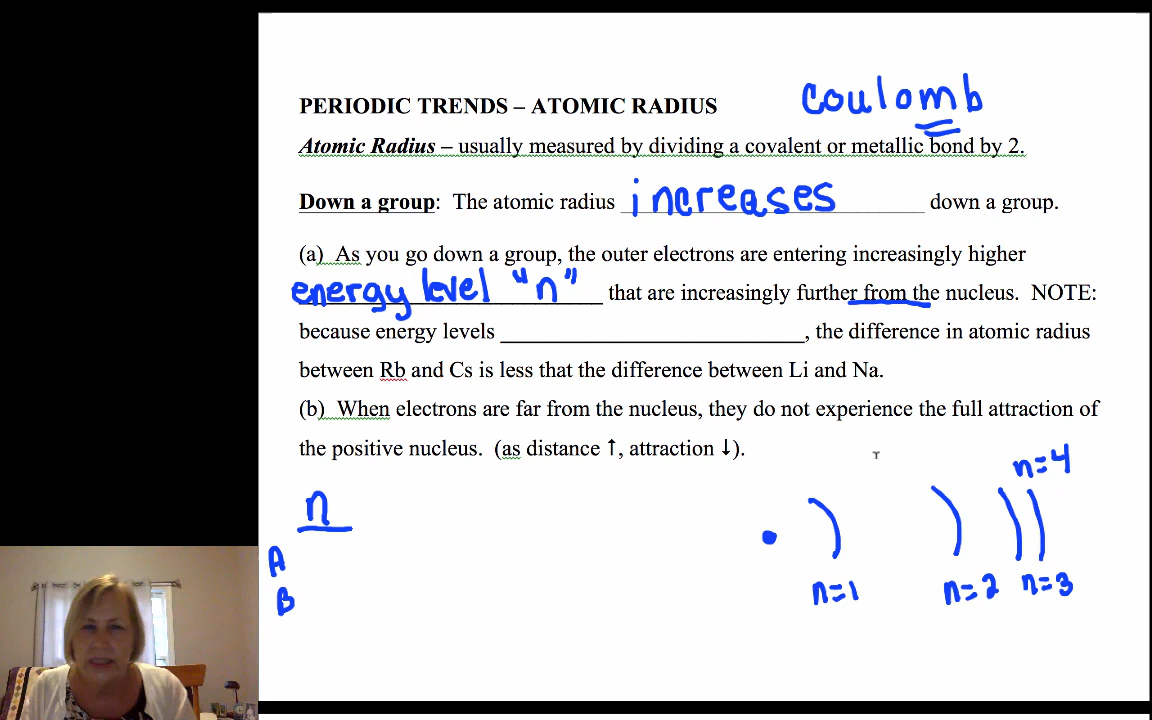 coulomb
PERIODIC TRENDS – ATOMIC RADIUS
Atomic Radius – usually measured by dividing a covalent or metallic bond by 2.
Down a group: The atomic radius increases down a group.
(a) As you go down a group, the outer electrons are entering increasingly higher
energy level "n" that are increasingly further from the nucleus. NOTE:
because energy levels ____________________, the difference in atomic radius
between Rb and Cs is less that the difference between Li and Na.
(b) When electrons are far from the nucleus, they do not experience the full attraction of
the positive nucleus. (as distance ↑, attraction ↓).
n=4
n
A
B
n=1 n=2 n=3